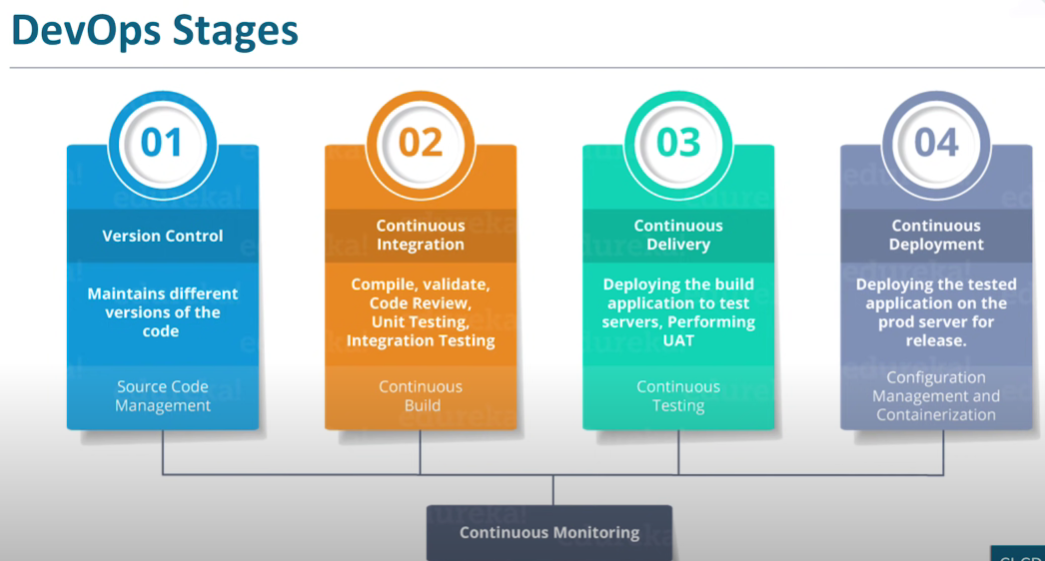 DevOps Stages
01
Version Control
Maintains different
versions of the
code
Source Code
Management
02
Continuous
Integration
Compile, validate,
Code Review,
Unit Testing,
Integration Testing
Continuous
Build
03
Continuous
Delivery
Deploying the build
application to test
servers, Performing
UAT
Continuous
Testing
04
Continuous
Deployment
Deploying the tested
application on the
prod server for
release.
Configuration
Management and
Containerization
Continuous Monitoring
edureka!